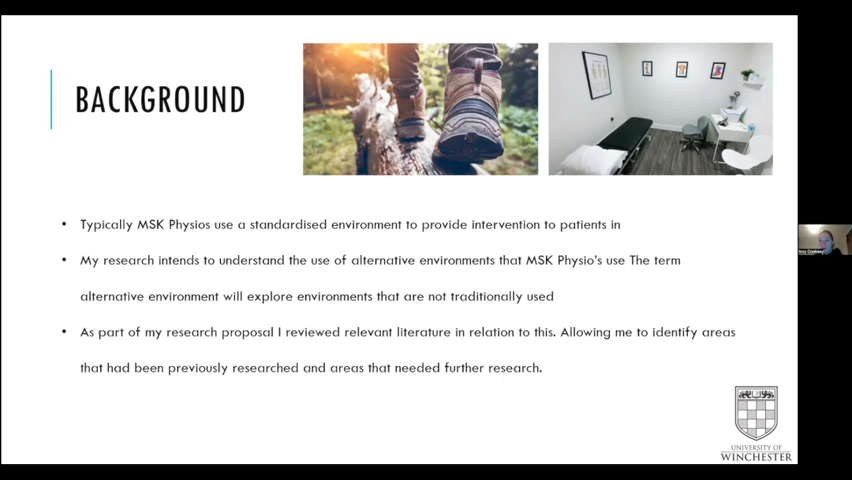 BACKGROUND
Typically MSK Physios use a standardised environment to provide intervention to patients in
My research intends to understand the use of alternative environments that MSK Physio's use The term
alternative environment will explore environments that are not traditionally used
As part of my research proposal I reviewed relevant literature in relation to this. Allowing me to identify areas
that had been previously researched and areas that needed further research.
UNIVERSITY OF
WINCHESTER